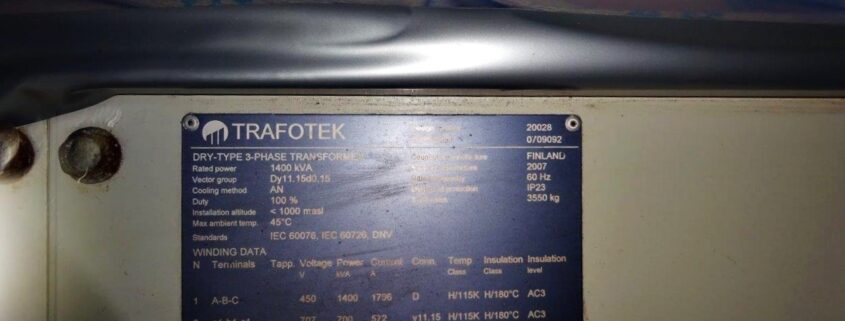 TRAFOTEK
20028
0/709092
DRY-TYPE 3-PHASE TRANSFORMER FINLAND
Rated power 1400 kVA 2007
Vector group Dy11.15d0.15 60 Hz
Cooling method AN IP23
Duty 100 % 3550 kg
Installation altitude < 1000 masl
Max ambient temp. 45°C
Standards IEC 60076, IEC 60726, DNV
WINDING DATA
N Terminals Tapp. Voltage Power Current Conn. Temp Insulation Insulation
V kVA A Class Class level
1 A-B-C 450 1400 1796 D H/115K H/180°C AC3
707 700 572 y11.15 H/115K H/180°C AC3